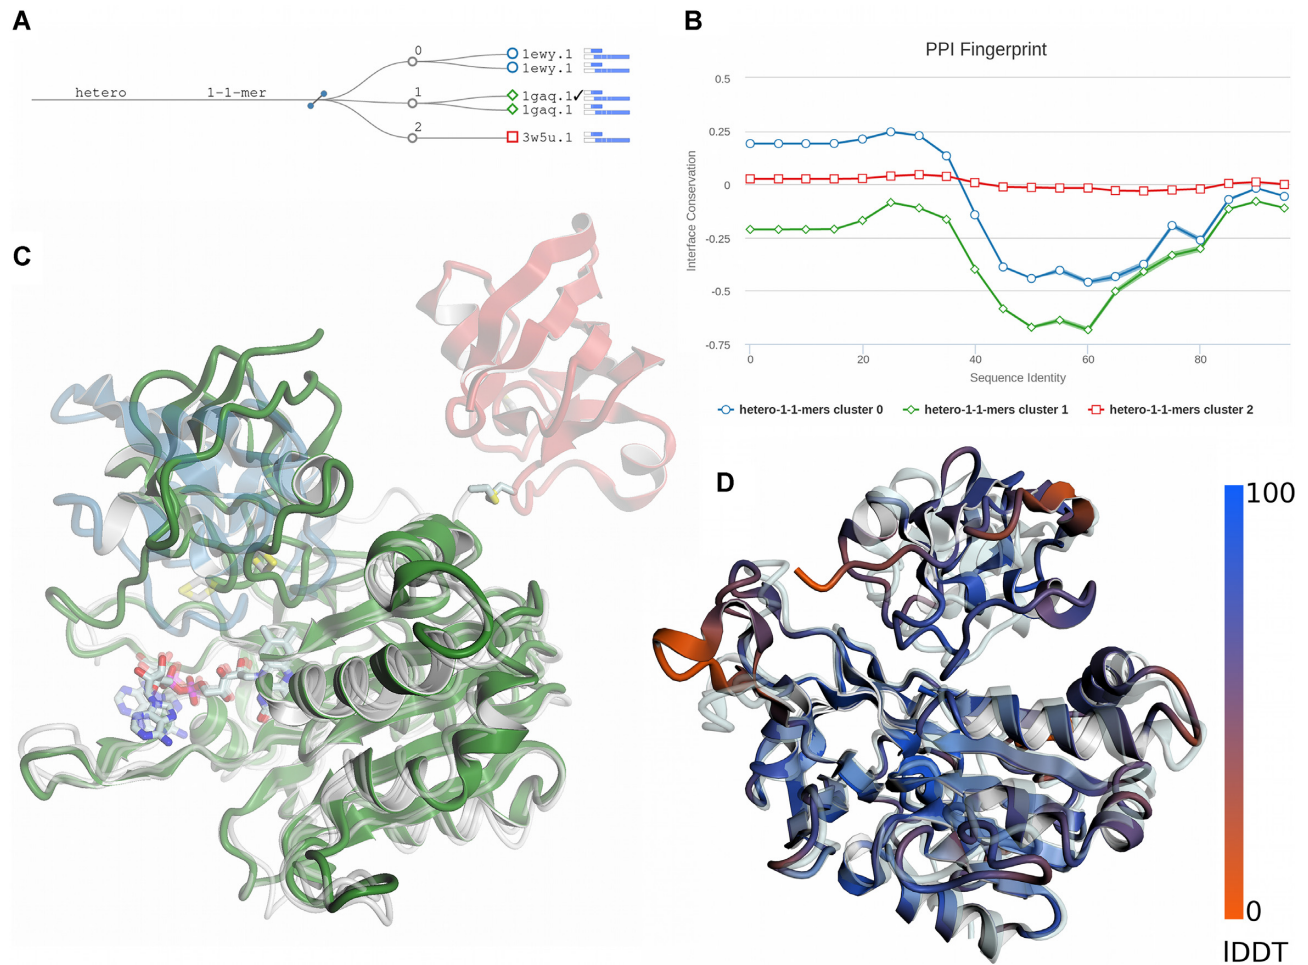 A
hetero 1-1-mer
0
1ewy.1
1ewy.1
1
1gaq.1✓
1gaq.1
2
3w5u.1
B
PPI Fingerprint
Interface Conservation
0.5
0.25
0
-0.25
-0.5
-0.75
0 20 40 60 80
Sequence Identity
hetero-1-1-mers cluster 0 hetero-1-1-mers cluster 1 hetero-1-1-mers cluster 2
C
D
100
0
lDDT